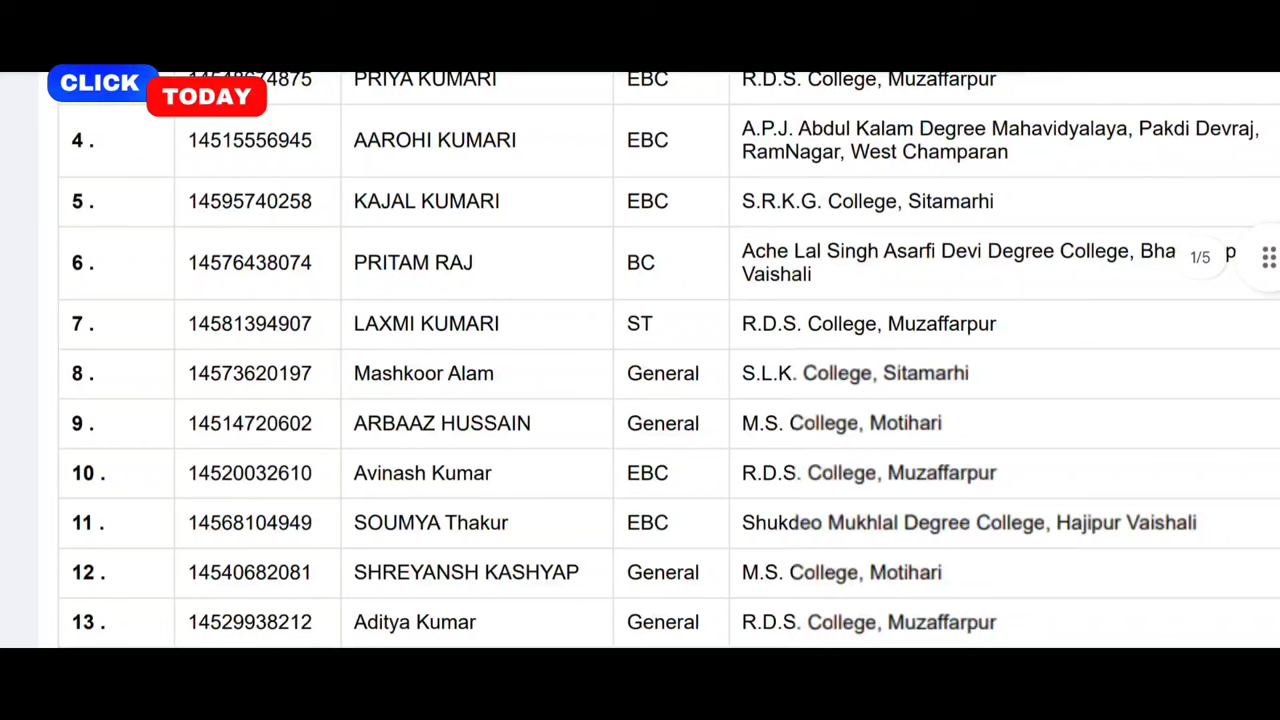 CLICK
TODAY
PRIYA KUMARI EBC R.D.S. College, Muzaffarpur
4 . 14515556945 AAROHI KUMARI EBC A.P.J. Abdul Kalam Degree Mahavidyalaya, Pakdi Devraj,
RamNagar, West Champaran
5 . 14595740258 KAJAL KUMARI EBC S.R.K.G. College, Sitamarhi
6 . 14576438074 PRITAM RAJ BC Ache Lal Singh Asarfi Devi Degree College,
Vaishali
1/5
7 . 14581394907 LAXMI KUMARI ST R.D.S. College, Muzaffarpur
8 . 14573620197 Mashkoor Alam General S.L.K. College, Sitamarhi
9 . 14514720602 ARBAAZ HUSSAIN General M.S. College, Motihari
10 . 14520032610 Avinash Kumar EBC R.D.S. College, Muzaffarpur
11 . 14568104949 SOUMYA Thakur EBC Shukdeo Mukhlal Degree College, Hajipur Vaishali
12 . 14540682081 SHREYANSH KASHYAP General M.S. College, Motihari
13 . 14529938212 Aditya Kumar General R.D.S. College, Muzaffarpur